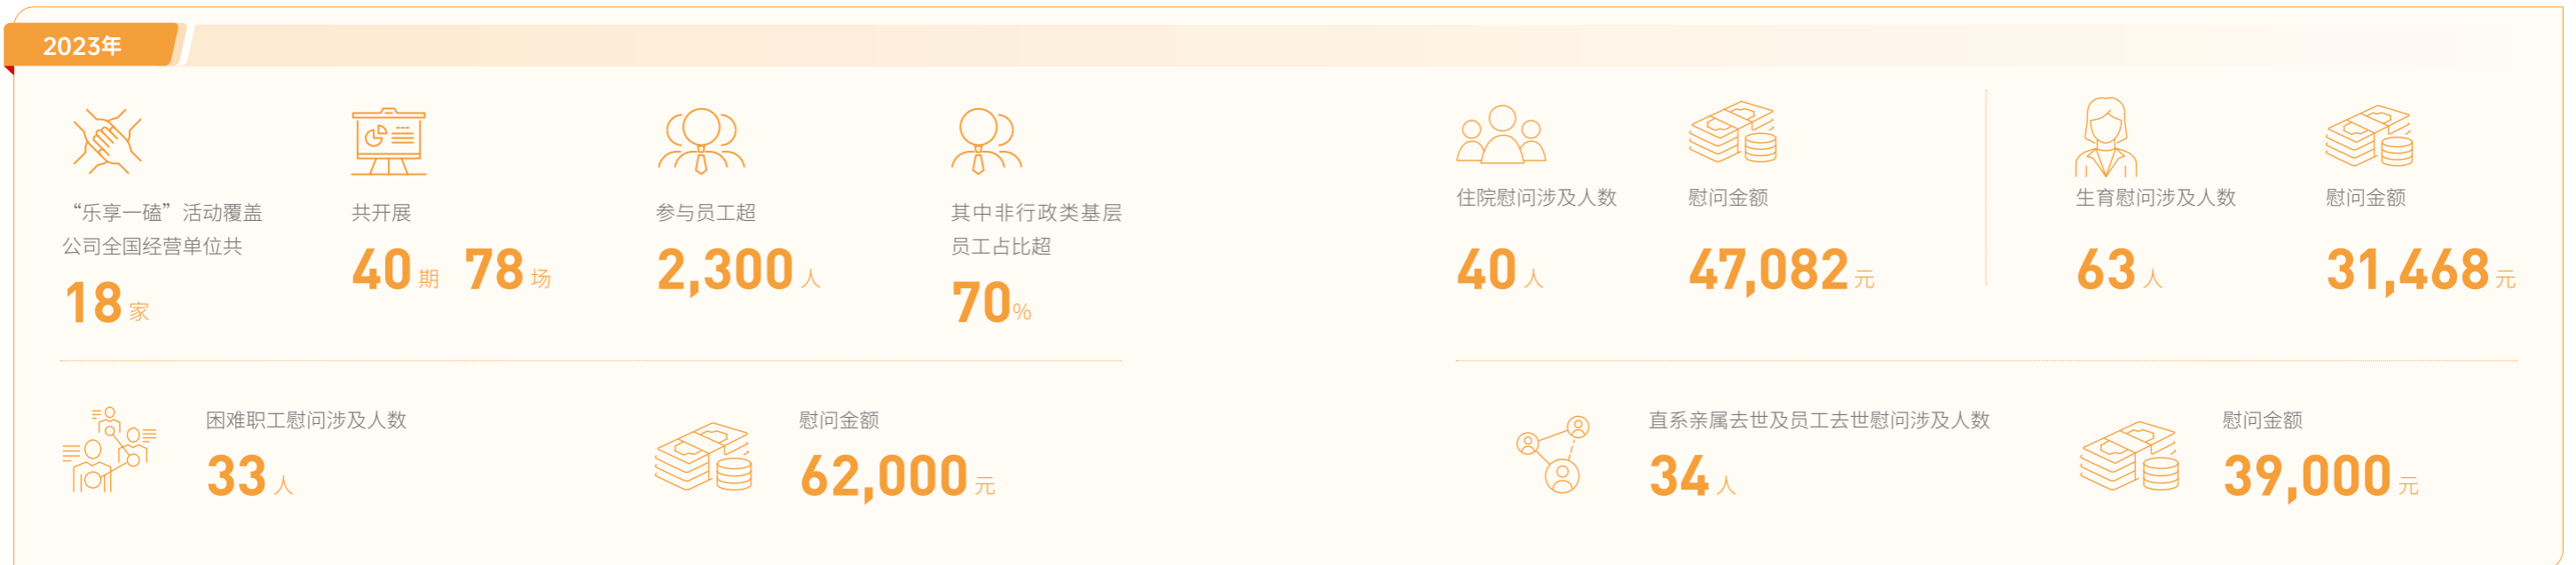 2023年
“乐享一磕”活动覆盖
公司全国经营单位共
18家
共开展
40期 78场
参与员工超
2,300人
其中非行政类基层
员工占比超
70%
住院慰问涉及人数
40人
慰问金额
47,082元
生育慰问涉及人数
63人
慰问金额
31,468元
困难职工慰问涉及人数
33人
慰问金额
62,000元
直系亲属去世及员工去世慰问涉及人数
34人
慰问金额
39,000元